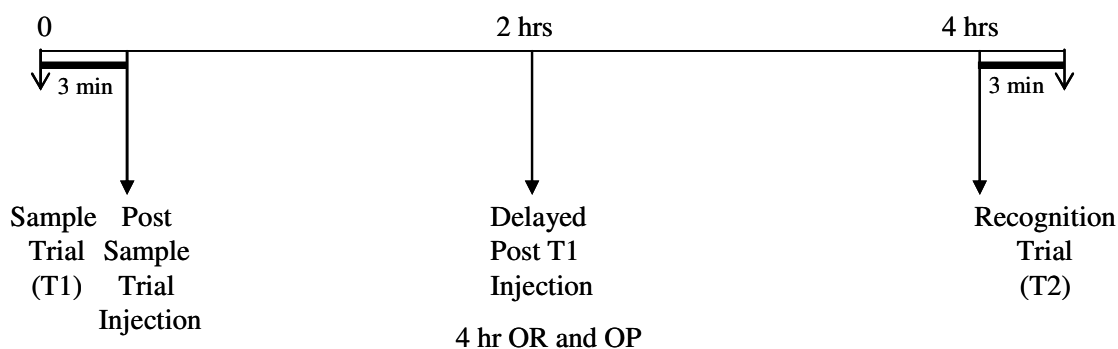 0
2 hrs
4 hrs
3 min
3 min
Sample
Trial
(T1)
Post
Sample
Trial
Injection
Delayed
Post T1
Injection
Recognition
Trial
(T2)
4 hr OR and OP